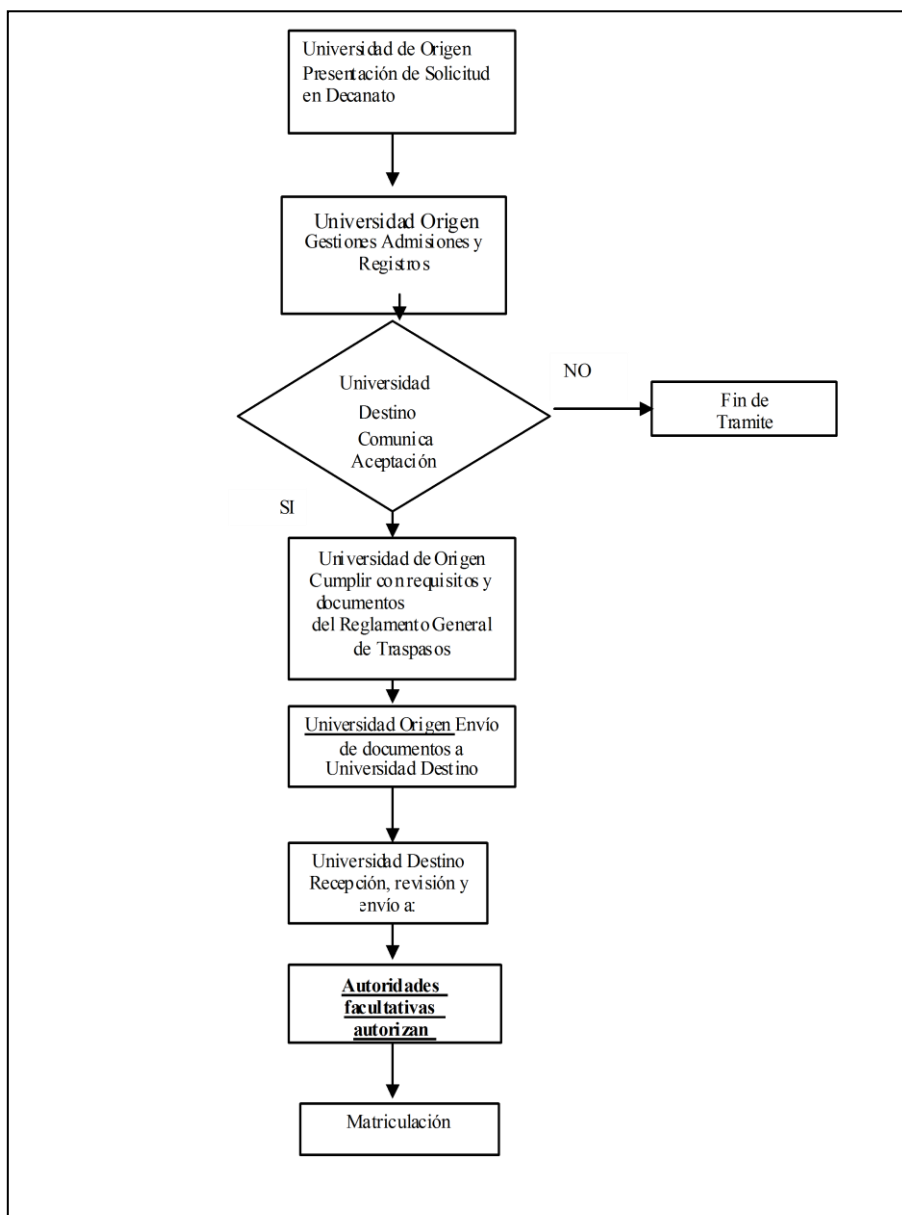 Universidad de Origen
Presentación de Solicitud
en Decanato
Universidad Origen
Gestiones Admisiones y
Registros
Universidad
Destino
Comunica
Aceptación
NO
Fin de
Tramite
SI
Universidad de Origen
Cumplir con requisitos y
documentos
del Reglamento General
de Traspasos
Universidad Origen Envío
de documentos a
Universidad Destino
Universidad Destino
Recepción, revisión y
envío a:
Autoridades
facultativas
autorizan
Matriculación